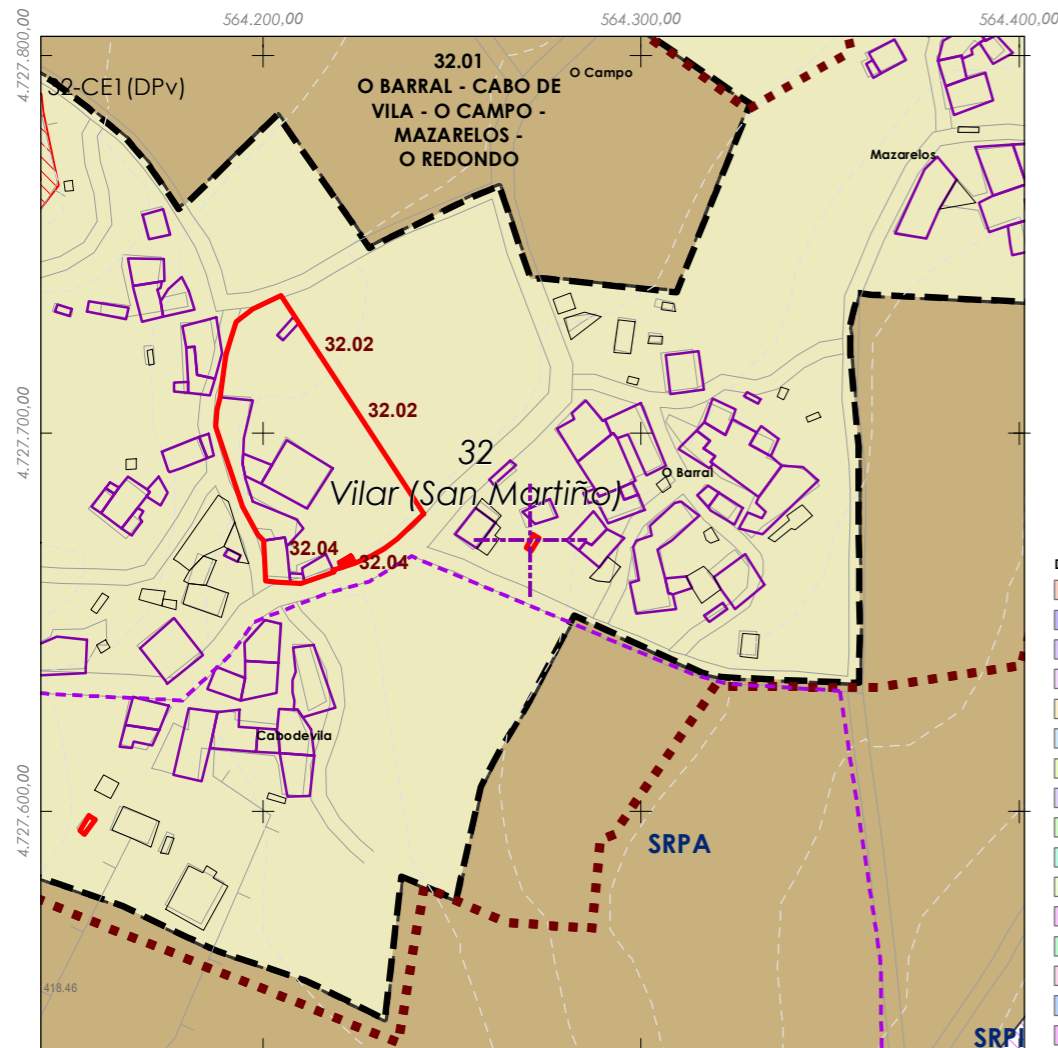 564.200,00
564.300,00
564.400,00
4.727.800,00
32-CE1(DPv)
32.01
O BARRAL - CABO DE
VILA - O CAMPO -
MAZARELOS -
O REDONDO
O Campo
Mazarelos
32.02
32.02
4.727.700,00
32
Vilar (San Martiño)
O Barral
32.04
32.04
Cabodevila
4.727.600,00
SRPA
418.46